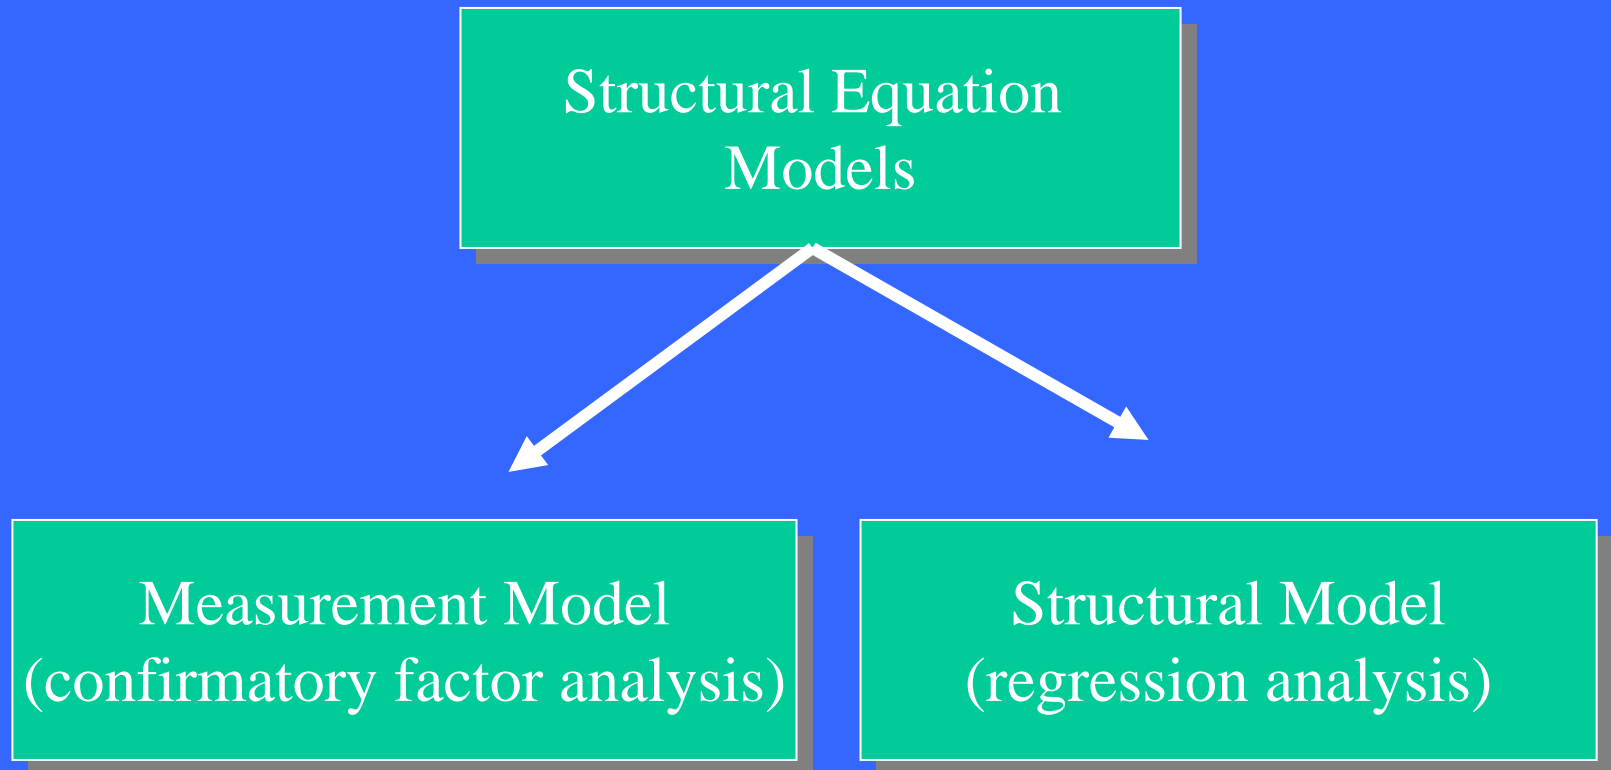 Structural Equation
Models
Measurement Model
(confirmatory factor analysis)
Structural Model
(regression analysis)